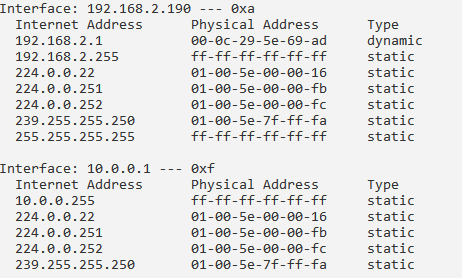 Interface: 192.168.2.190 --- 0xa
  Internet Address      Physical Address      Type
  192.168.2.1           00-0c-29-5e-69-ad     dynamic
  192.168.2.255         ff-ff-ff-ff-ff-ff     static
  224.0.0.22            01-00-5e-00-00-16     static
  224.0.0.251           01-00-5e-00-00-fb     static
  224.0.0.252           01-00-5e-00-00-fc     static
  239.255.255.250       01-00-5e-7f-ff-fa     static
  255.255.255.255       ff-ff-ff-ff-ff-ff     static

Interface: 10.0.0.1 --- 0xf
  Internet Address      Physical Address      Type
  10.0.0.255            ff-ff-ff-ff-ff-ff     static
  224.0.0.22            01-00-5e-00-00-16     static
  224.0.0.251           01-00-5e-00-00-fb     static
  224.0.0.252           01-00-5e-00-00-fc     static
  239.255.255.250       01-00-5e-7f-ff-fa     static